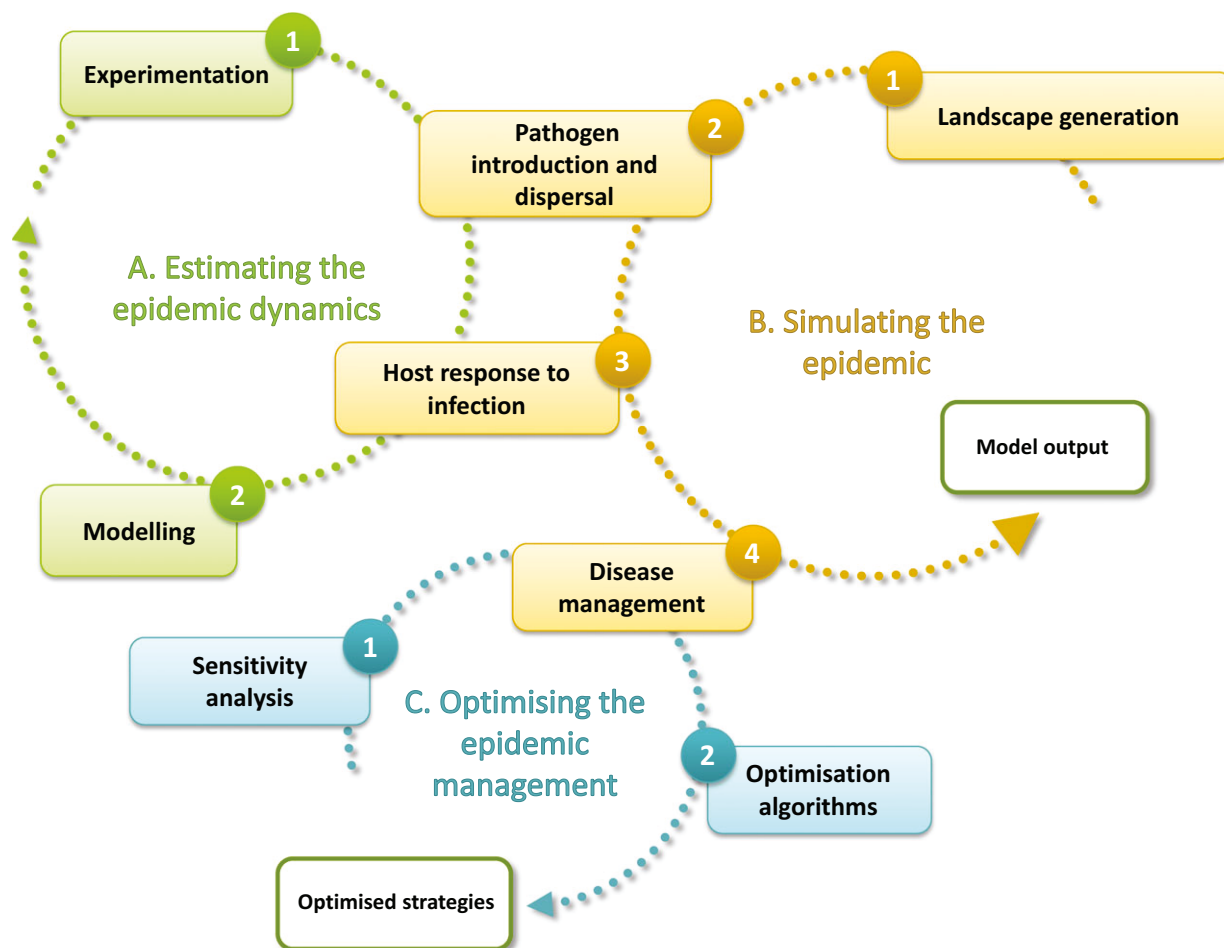 1
Experimentation
2
Pathogen
introduction and
dispersal
1
Landscape generation
A. Estimating the
epidemic dynamics
B. Simulating the
epidemic
3
Host response to
infection
Model output
2
Modelling
4
Disease
management
1
Sensitivity
analysis
C. Optimising the
epidemic
management
2
Optimisation
algorithms
Optimised strategies